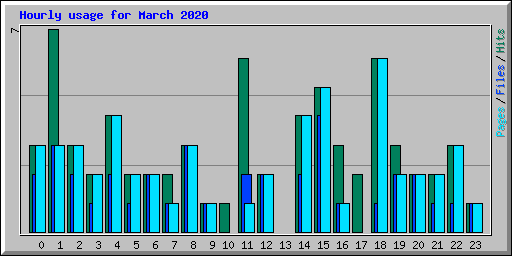 Hourly usage for March 2020
7
Pages/Files/Hits
0 1 2 3 4 5 6 7 8 9 10 11 12 13 14 15 16 17 18 19 20 21 22 23